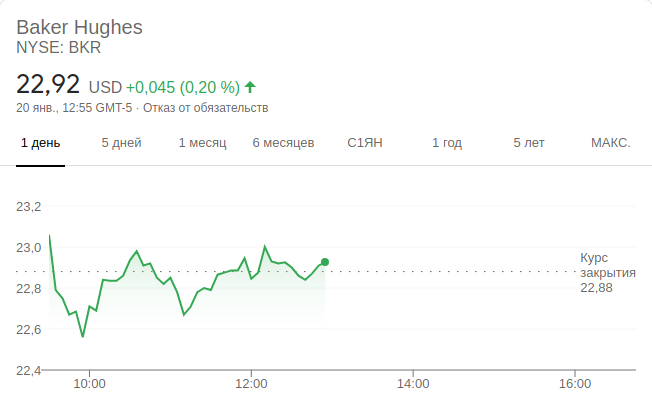 Baker Hughes
NYSE: BKR
22,92 USD +0,045 (0,20 %)
20 янв., 12:55 GMT-5 · Отказ от обязательств
1 день 5 дней 1 месяц 6 месяцев С1ЯН 1 год 5 лет МАКС.
23,2
23,0
22,8
22,6
22,4
Курс
закрытия
22,88
10:00 12:00 14:00 16:00